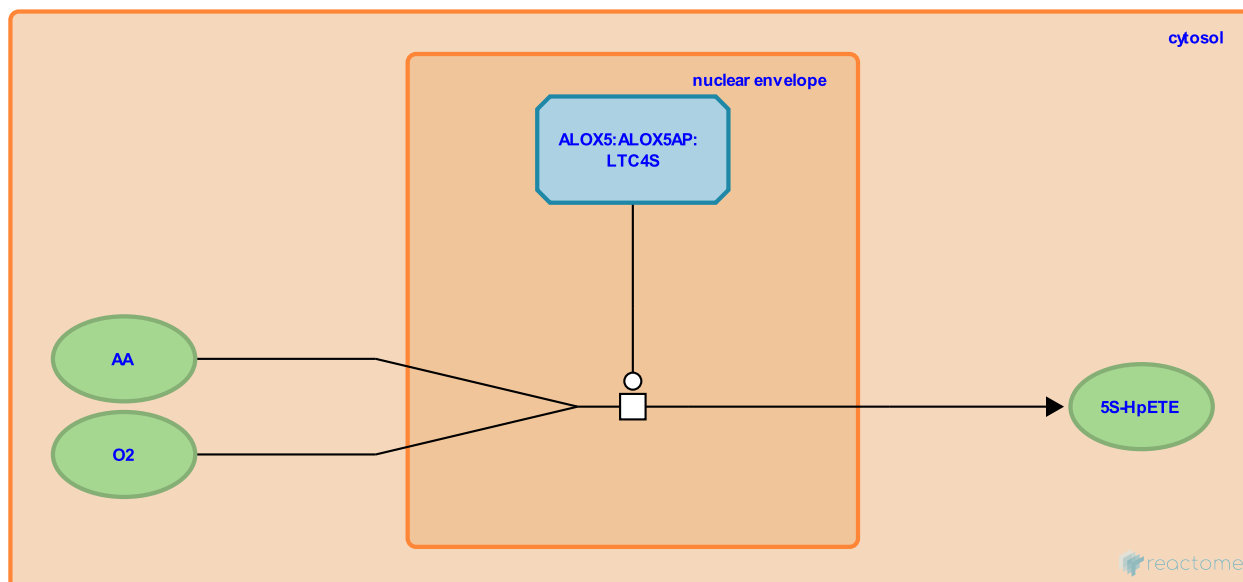 cytosol
nuclear envelope
ALOX5:ALOX5AP:
LTC4S
AA
O2
5S-HpETE
reactome